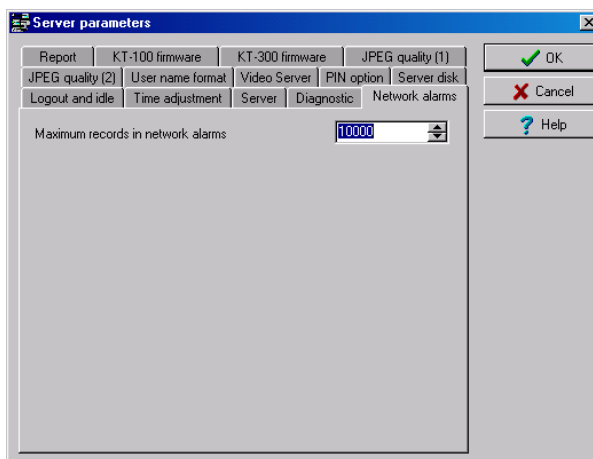 Server parameters
Report KT-100 firmware KT-300 firmware JPEG quality (1)
JPEG quality (2) User name format Video Server PIN option Server disk
Logout and idle Time adjustment Server Diagnostic Network alarms
Maximum records in network alarms 10000
OK
Cancel
Help